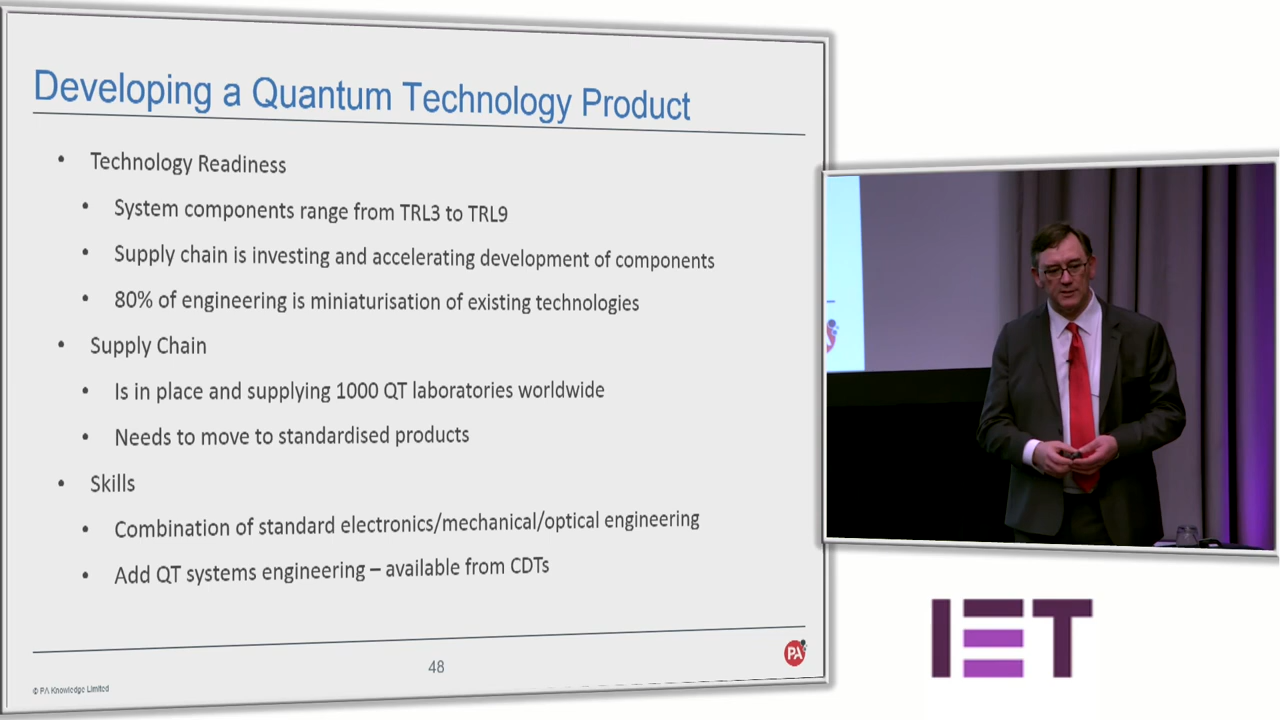 Developing a Quantum Technology Product
• Technology Readiness
• System components range from TRL3 to TRL9
• Supply chain is investing and accelerating development of components
• 80% of engineering is miniaturisation of existing technologies
• Supply Chain
• Is in place and supplying 1000 QT laboratories worldwide
• Needs to move to standardised products
• Skills
• Combination of standard electronics/mechanical/optical engineering
• Add QT systems engineering – available from CDTs
48
PA
© PA Knowledge Limited
IET